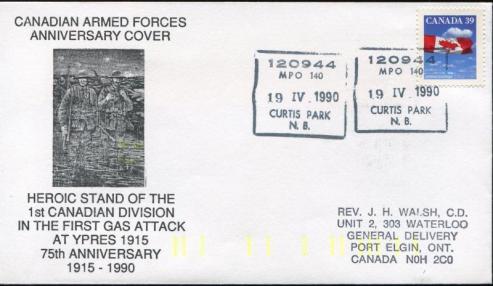 CANADIAN ARMED FORCES
ANNIVERSARY COVER
HEROIC STAND OF THE
1st CANADIAN DIVISION
IN THE FIRST GAS ATTACK
AT YPRES 1915
75th ANNIVERSARY
1915 - 1990
120944
MPO 140
19 IV 1990
CURTIS PARK
N. B.
120944
MPO 140
19 IV 1990
CURTIS PARK
N. B.
CANADA 39
REV. J. H. WALSH, C.D.
UNIT 2, 303 WATERLOO
GENERAL DELIVERY
PORT ELGIN, ONT.
CANADA N0H 2C0